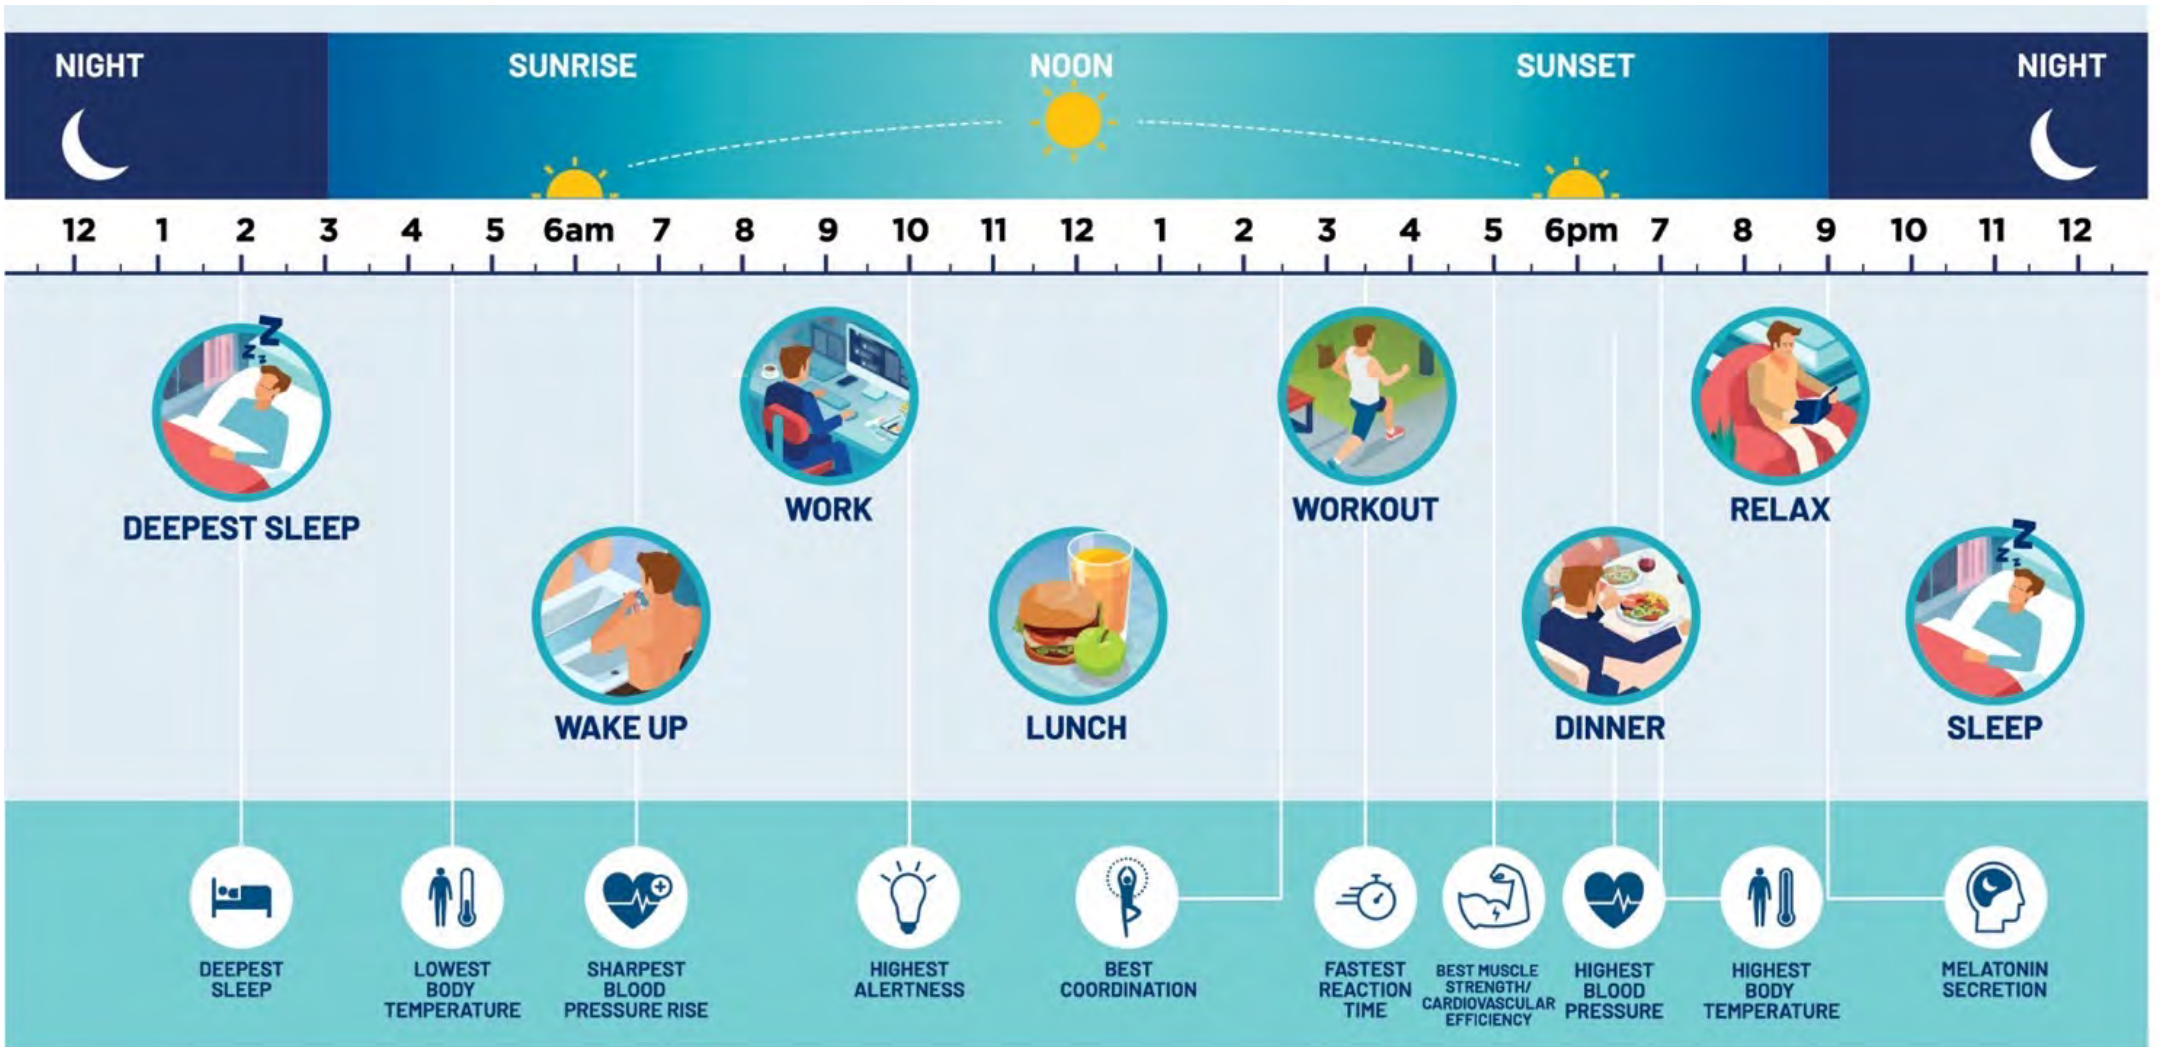 NIGHT SUNRISE NOON SUNSET NIGHT
12 1 2 3 4 5 6am 7 8 9 10 11 12 1 2 3 4 5 6pm 7 8 9 10 11 12
Z
Z
Z
DEEPEST SLEEP
WAKE UP
WORK
LUNCH
WORKOUT
DINNER
RELAX
Z
Z
Z
SLEEP
DEEPEST
SLEEP
LOWEST
BODY
TEMPERATURE
SHARPEST
BLOOD
PRESSURE RISE
HIGHEST
ALERTNESS
BEST
COORDINATION
FASTEST
REACTION
TIME
BEST MUSCLE
STRENGTH/
CARDIOVASCULAR
EFFICIENCY
HIGHEST
BLOOD
PRESSURE
HIGHEST
BODY
TEMPERATURE
MELATONIN
SECRETION